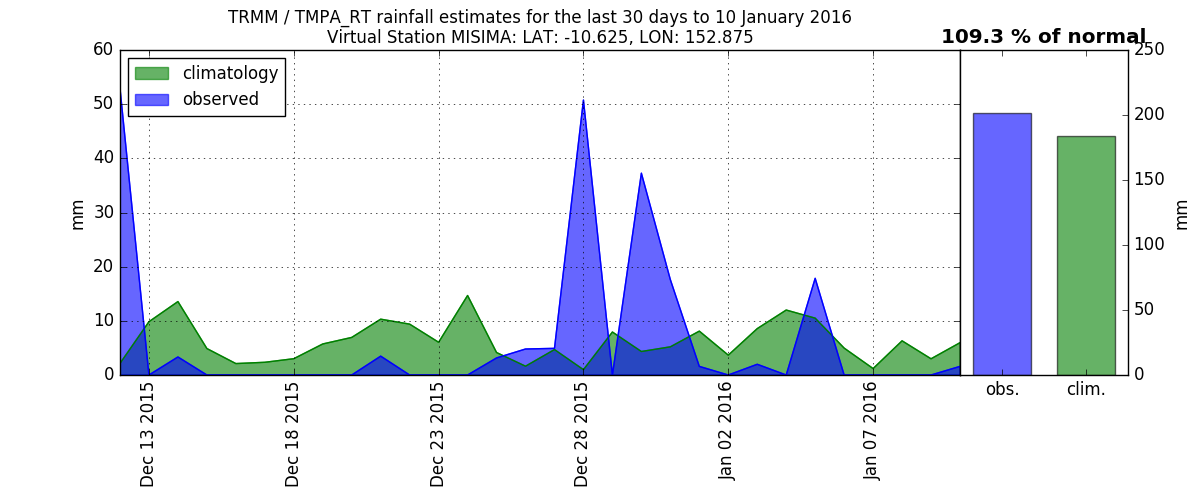 TRMM / TMPA_RT rainfall estimates for the last 30 days to 10 January 2016
Virtual Station MISIMA: LAT: -10.625, LON: 152.875
109.3 % of normal
climatology
observed
60
50
40
30
20
10
0
mm
Dec 13 2015
Dec 18 2015
Dec 23 2015
Dec 28 2015
Jan 02 2016
Jan 07 2016
250
200
150
100
50
0
mm
obs.
clim.